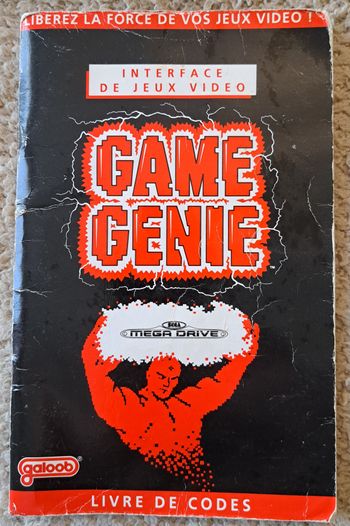 LIBEREZ LA FORCE DE VOS JEUX VIDEO !
INTERFACE
DE JEUX VIDEO
GAME
GENIE
SEGA
MEGA DRIVE
galoob®
LIVRE DE CODES